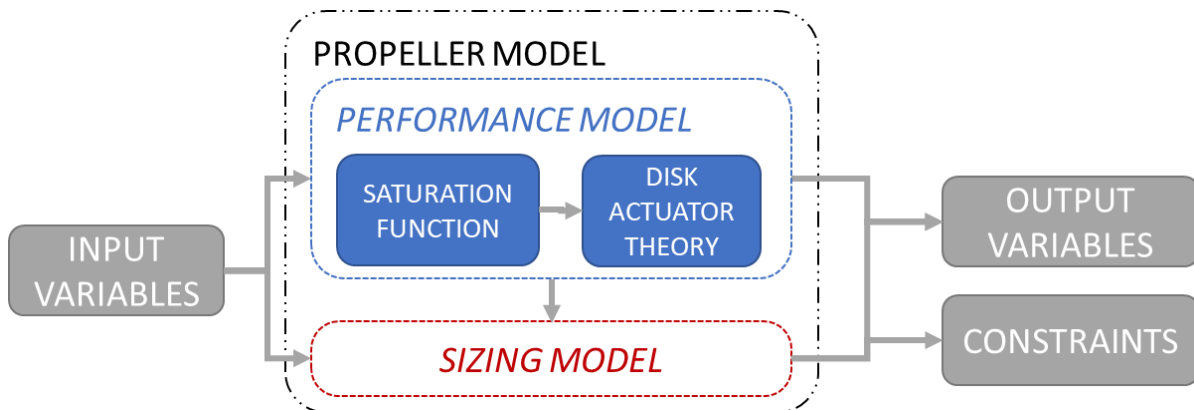 PROPELLER MODEL
PERFORMANCE MODEL
SATURATION
FUNCTION
DISK
ACTUATOR
THEORY
INPUT
VARIABLES
SIZING MODEL
OUTPUT
VARIABLES
CONSTRAINTS